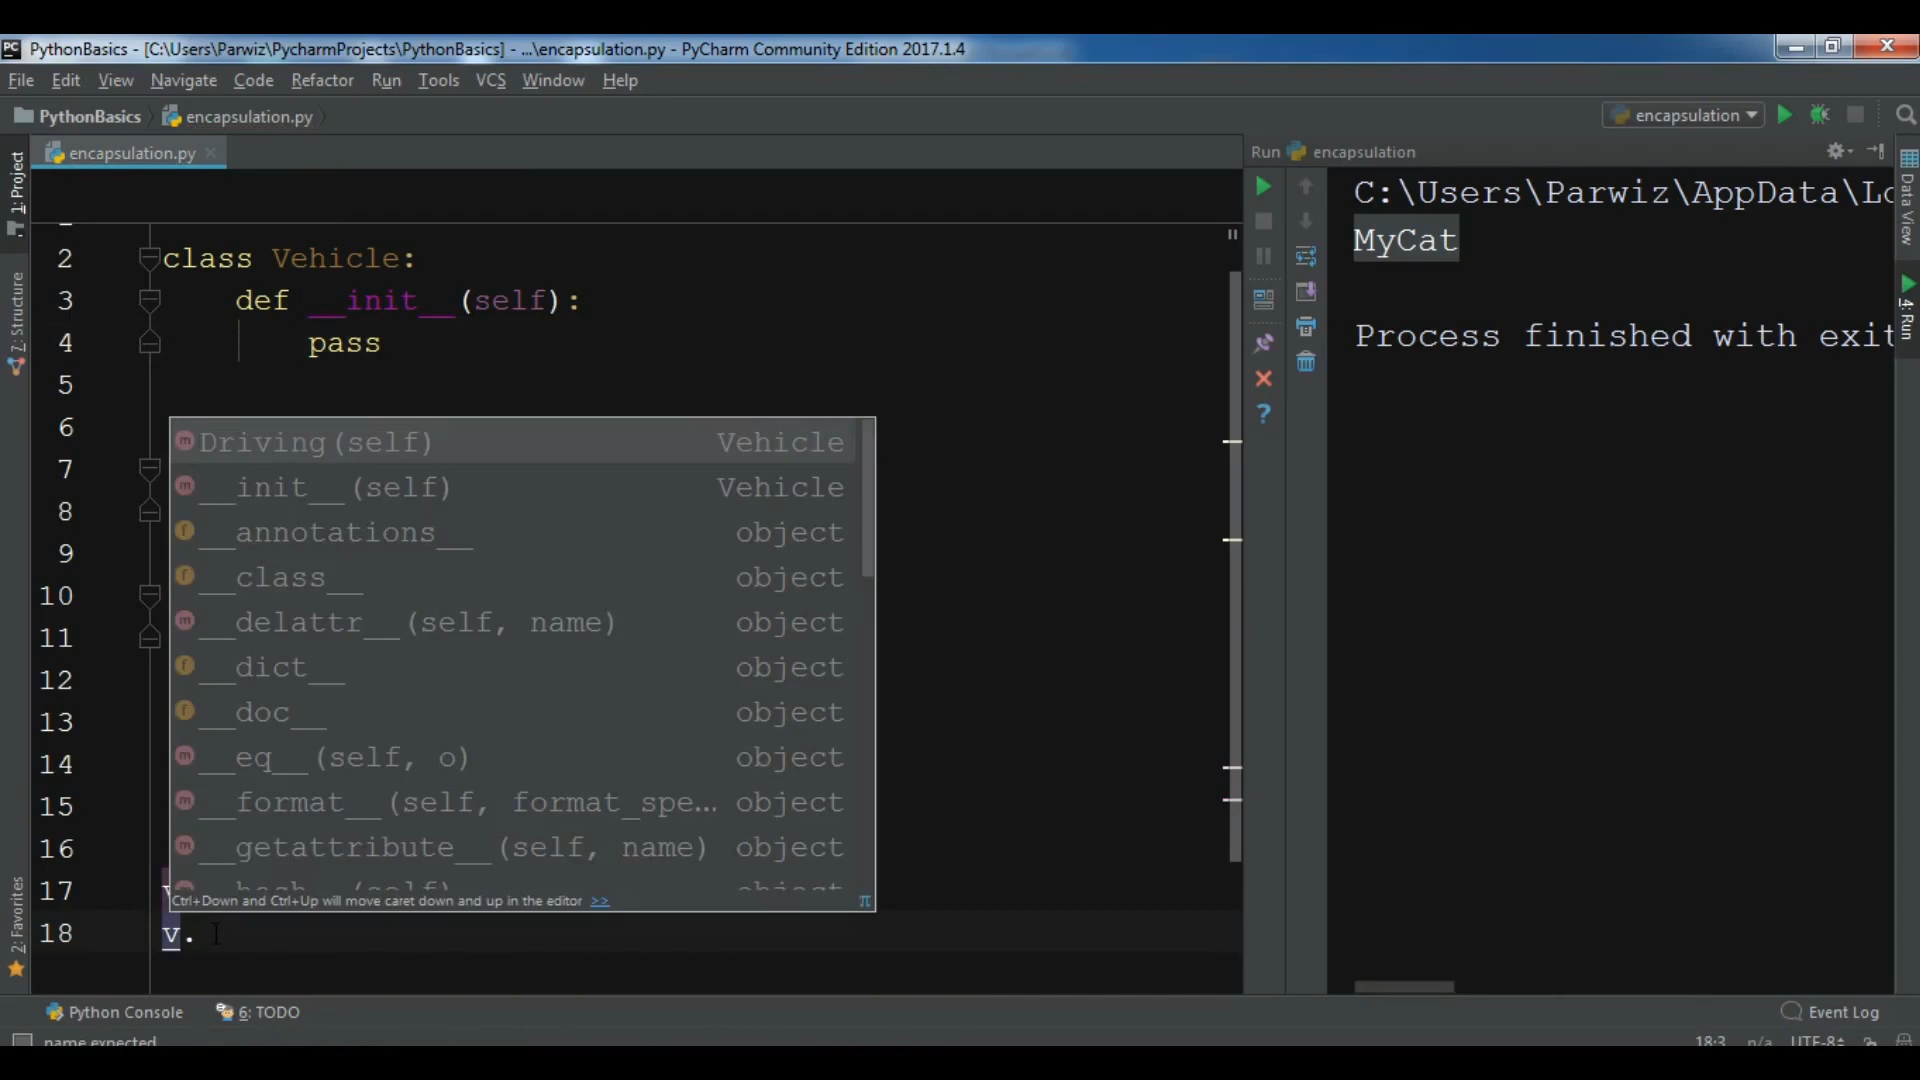 PythonBasics - [C:\Users\Parwiz\PycharmProjects\PythonBasics] - ...\encapsulation.py - PyCharm Community Edition 2017.1.4
File Edit View Navigate Code Refactor Run Tools VCS Window Help
PythonBasics encapsulation.py encapsulation
encapsulation.py
Run encapsulation
1: Project
7: Structure
2: Favorites
2 class Vehicle:
3 def __init__(self):
4 pass
5
6
7
8
9
10
11
12
13
14
15
16
17
18 v.
Driving(self) Vehicle
__init__(self) Vehicle
__annotations__ object
__class__ object
__delattr__(self, name) object
__dict__ object
__doc__ object
__eq__(self, o) object
__format__(self, format_spe... object
__getattribute__(self, name) object
__hash__(self) object
Ctrl+Down and Ctrl+Up will move caret down and up in the editor >> π
C:\Users\Parwiz\AppData\Lo
MyCat
Process finished with exit
Data View
4: Run
Python Console 6: TODO Event Log
name expected 18:3 n/a UTF-8